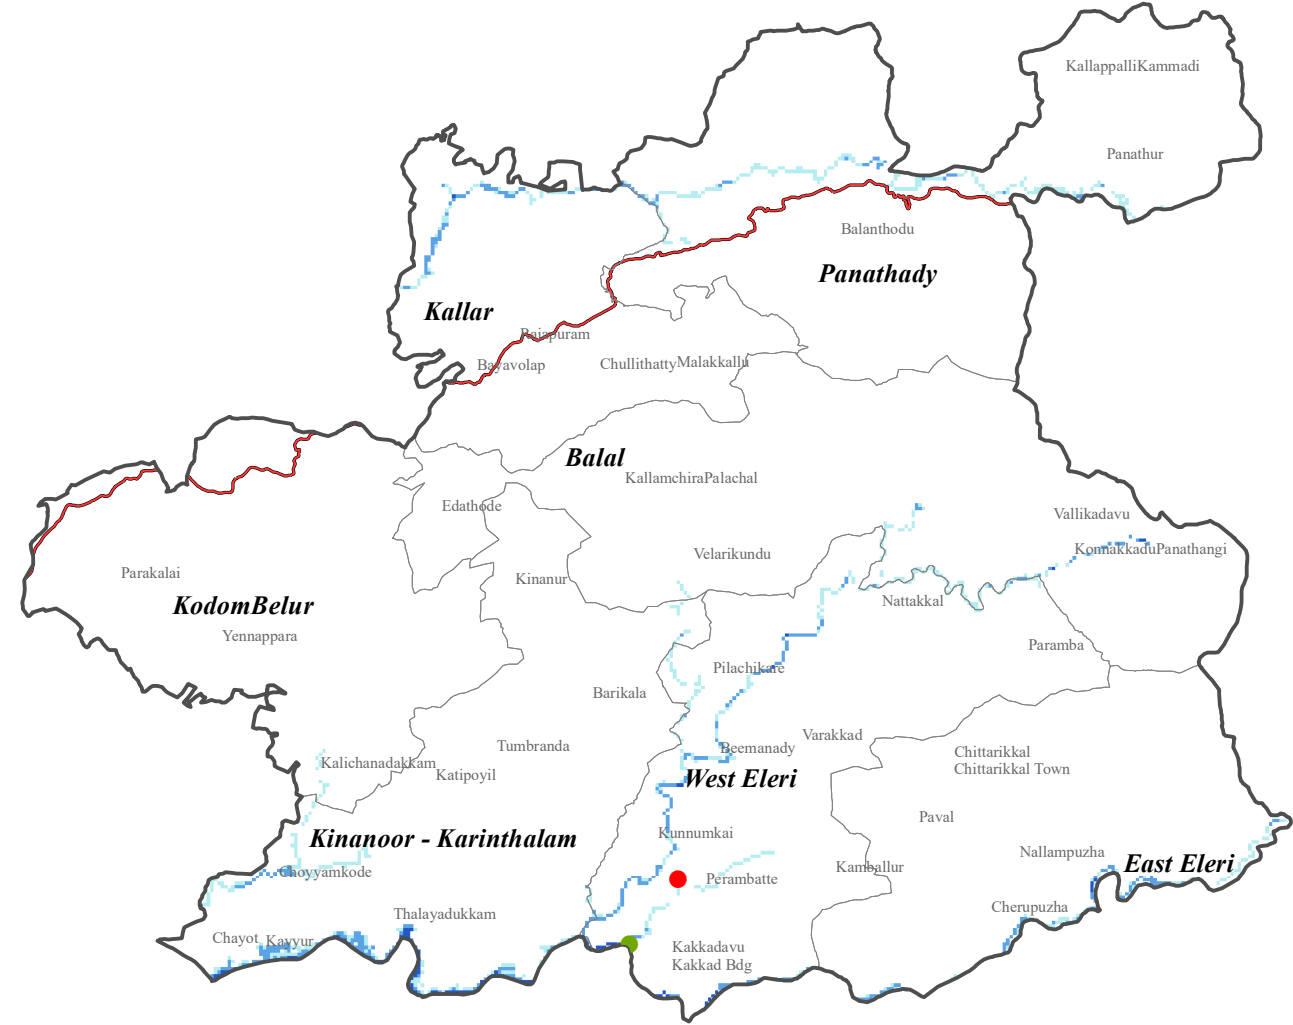 KallappalliKammadi
Panathur
Balanthodu
Panathady
Kallar
Rajapuram
Bayavolap
ChullithattyMalakkallu
Balal
KallamchiraPalachal
Edathode
Vallikadavu
KonnakkaduPanathangi
Velarikundu
Parakalai
Kinanur
Nattakkal
KodomBelur
Yennappara
Paramba
Pilachikare
Barikala
Varakkad
Tumbranda
Beemanady
Chittarikkal
Chittarikkal Town
Kalichanadakkam
Katipoyil
West Eleri
Paval
Kinanoor - Karinthalam
Kunnumkai
Nallampuzha
East Eleri
Kamballur
Choyyamkode
Perambatte
Cherupuzha
Thalayadukkam
Chayot
Kayyur
Kakkadavu
Kakkad Bdg